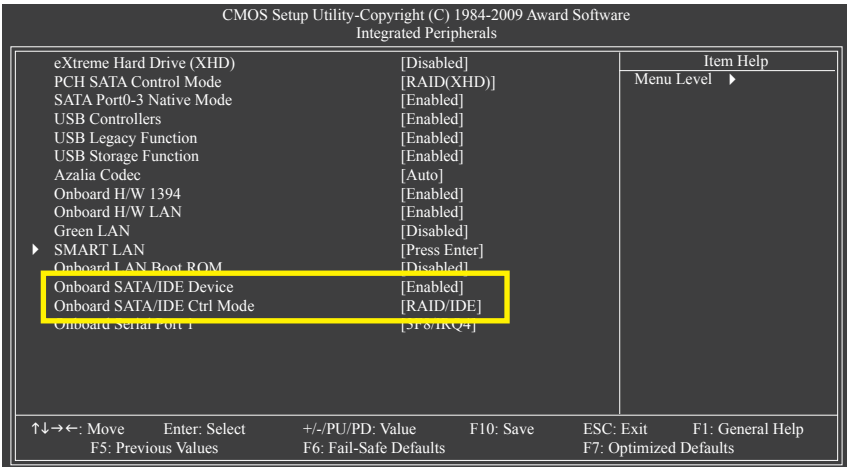 CMOS Setup Utility-Copyright (C) 1984-2009 Award Software
Integrated Peripherals
eXtreme Hard Drive (XHD) [Disabled]
PCH SATA Control Mode [RAID(XHD)]
SATA Port0-3 Native Mode [Enabled]
USB Controllers [Enabled]
USB Legacy Function [Enabled]
USB Storage Function [Enabled]
Azalia Codec [Auto]
Onboard H/W 1394 [Enabled]
Onboard H/W LAN [Enabled]
Green LAN [Disabled]
SMART LAN [Press Enter]
Onboard LAN Boot ROM [Disabled]
Onboard SATA/IDE Device [Enabled]
Onboard SATA/IDE Ctrl Mode [RAID/IDE]
Onboard Serial Port 1 [3F8/IRQ4]
Item Help
Menu Level
↑↓→←: Move Enter: Select +/-/PU/PD: Value F10: Save ESC: Exit F1: General Help
F5: Previous Values F6: Fail-Safe Defaults F7: Optimized Defaults